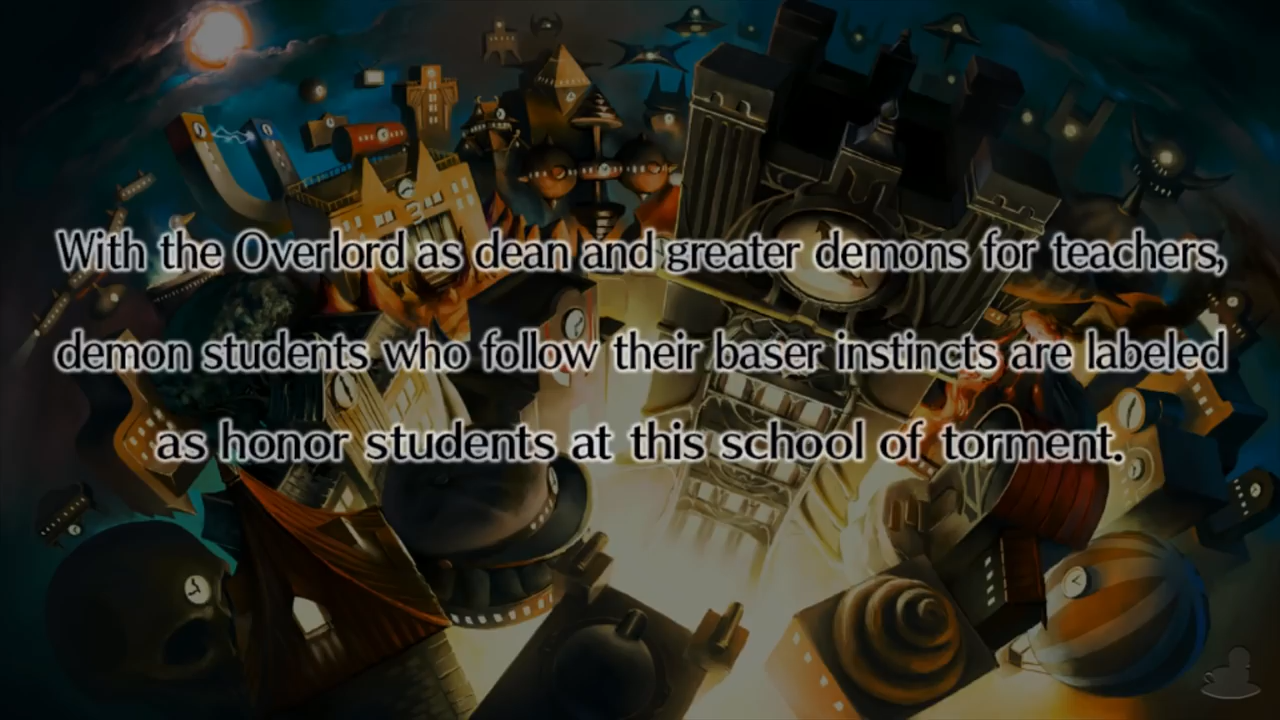 With the Overlord as dean and greater demons for teachers,
demon students who follow their baser instincts are labeled
as honor students at this school of torment.